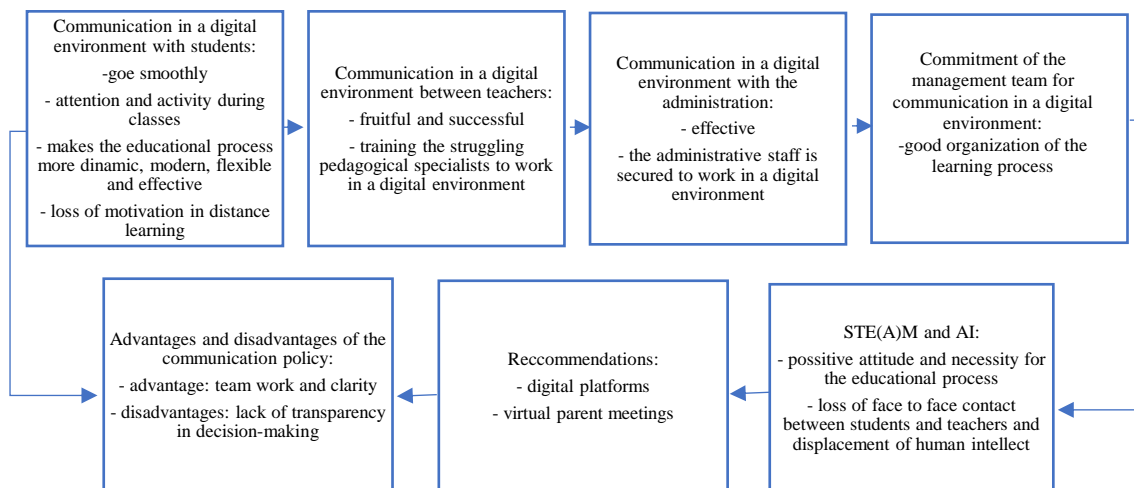 Communication in a digital
environment with students:
-goe smoothly
- attention and activity during
classes
- makes the educational process
more dinamic, modern, flexible
and effective
- loss of motivation in distance
learning
Communication in a digital
environment between teachers:
- fruitful and successful
- training the struggling
pedagogical specialists to work
in a digital environment
Communication in a digital
environment with the
administration:
- effective
- the administrative staff is
secured to work in a digital
environment
Commitment of the
management team for
communication in a digital
environment:
-good organization of the
learning process
Advantages and disadvantages of the
communication policy:
- advantage: team work and clarity
- disadvantages: lack of transparency
in decision-making
Reccommendations:
- digital platforms
- virtual parent meetings
STE(A)M and AI:
- possitive attitude and necessity for
the educational process
- loss of face to face contact
between students and teachers and
displacement of human intellect